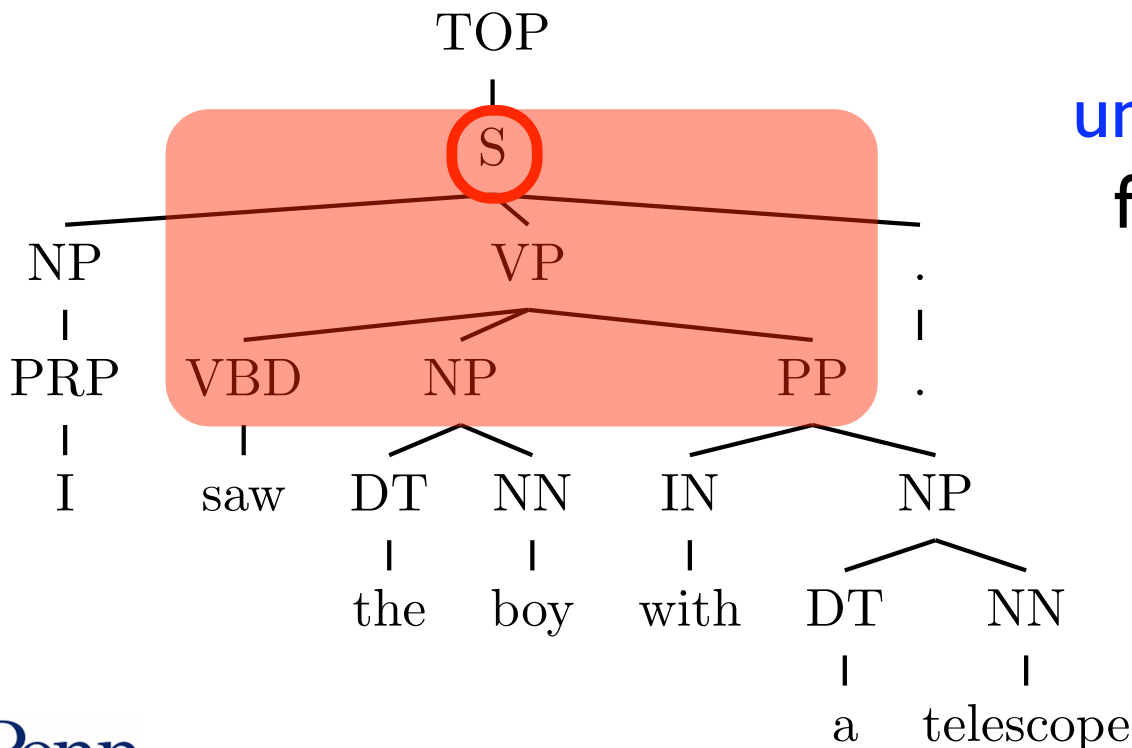 TOP
S
NP VP .
PRP VBD NP PP .
I saw DT NN IN NP
the boy with DT NN
a telescope